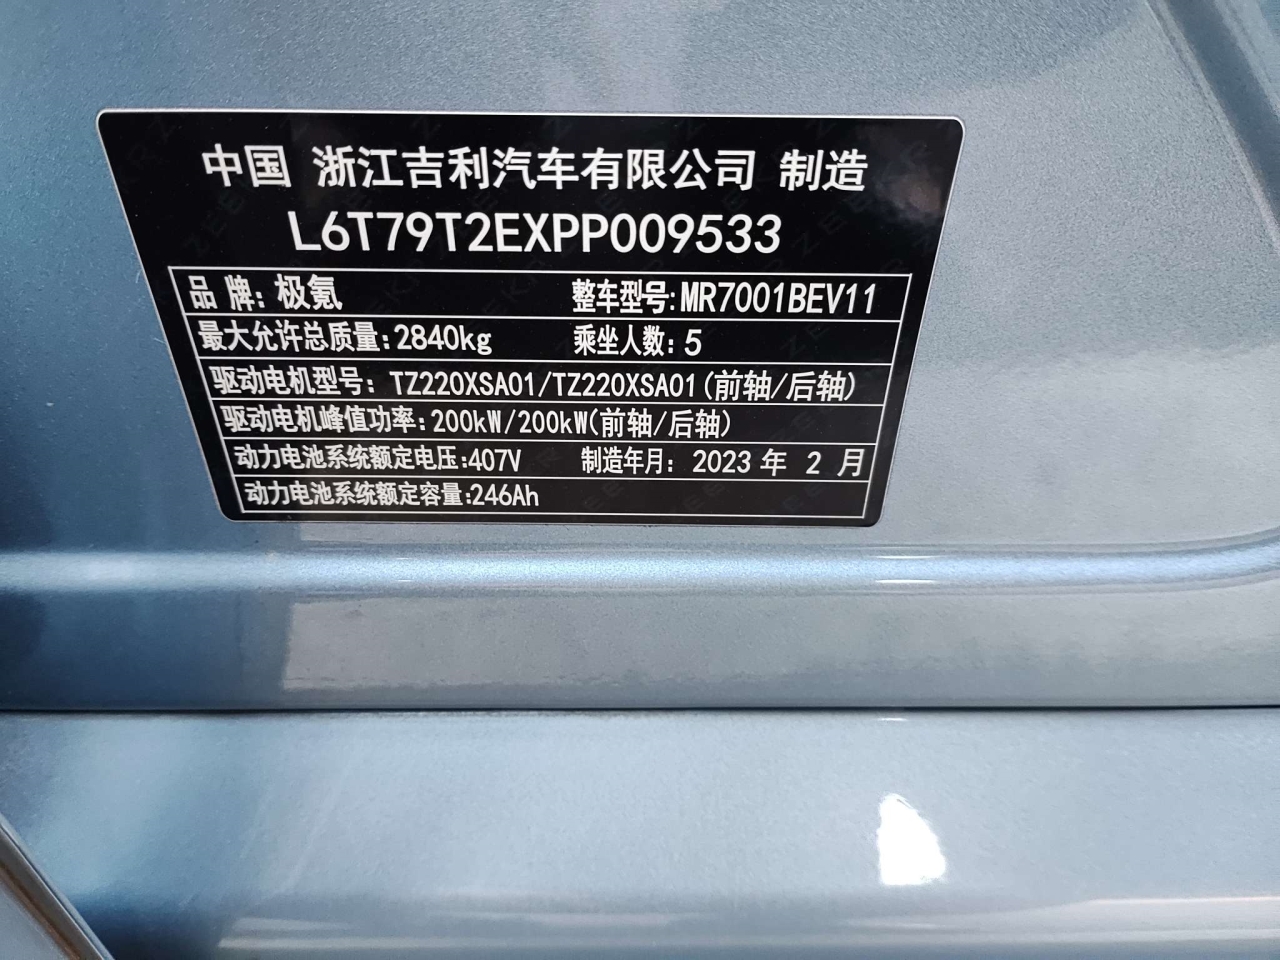 中国 浙江吉利汽车有限公司 制造
L6T79T2EXPP009533
品 牌: 极氪 整车型号:MR7001BEV11
最大允许总质量:2840kg 乘坐人数: 5
驱动电机型号: TZ220XSA01/TZ220XSA01(前轴/后轴)
驱动电机峰值功率:200kW/200kW(前轴/后轴)
动力电池系统额定电压:407V 制造年月: 2023 年 2 月
动力电池系统额定容量:246Ah